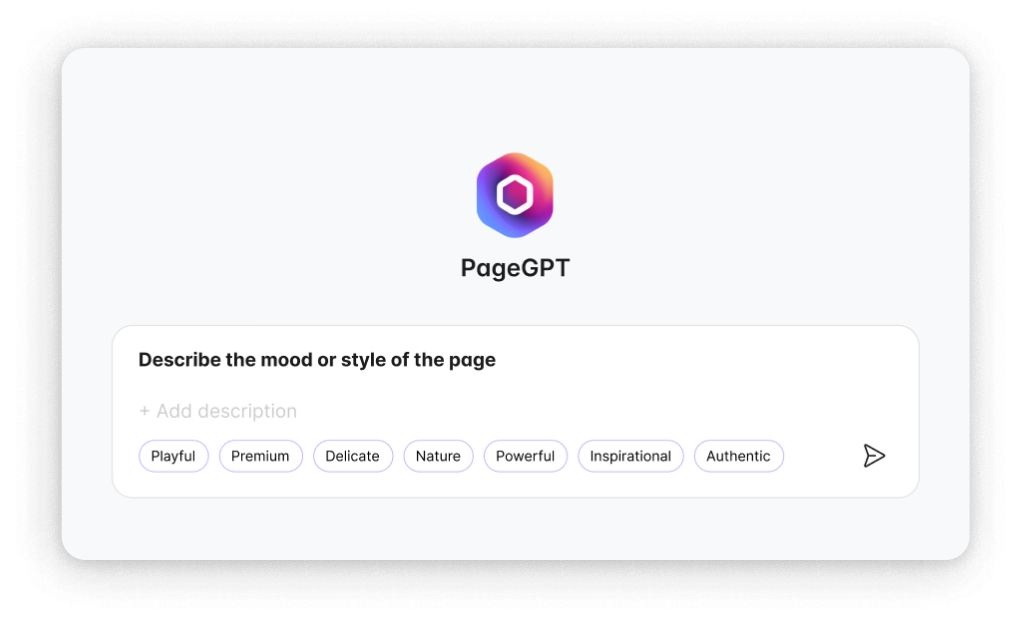 PageGPT
Describe the mood or style of the page
+ Add description
Playful Premium Delicate Nature Powerful Inspirational Authentic